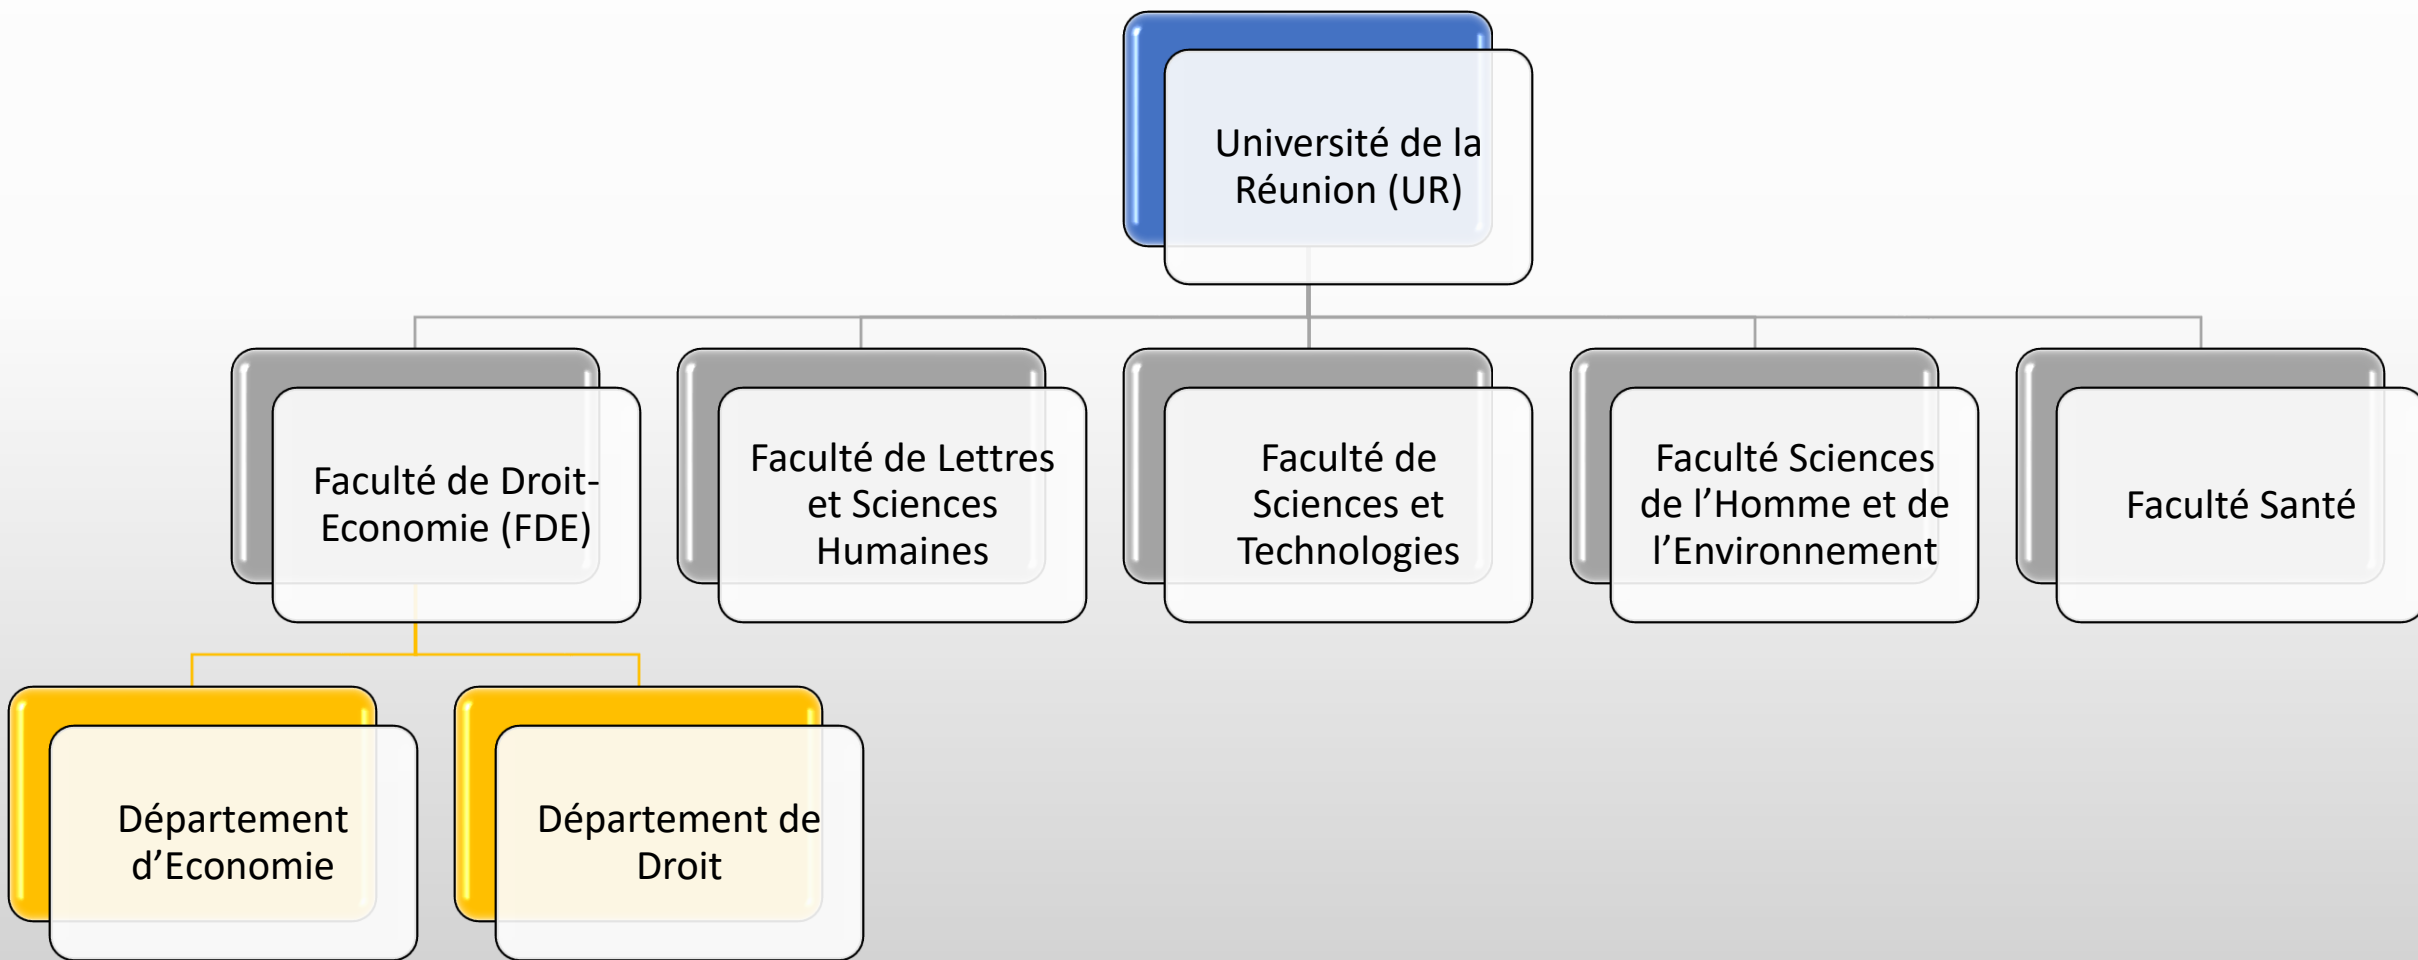 Université de la
Réunion (UR)
Faculté de Droit-
Economie (FDE)
Faculté de Lettres
et Sciences
Humaines
Faculté de
Sciences et
Technologies
Faculté Sciences
de l’Homme et de
l’Environnement
Faculté Santé
Département
d’Economie
Département de
Droit